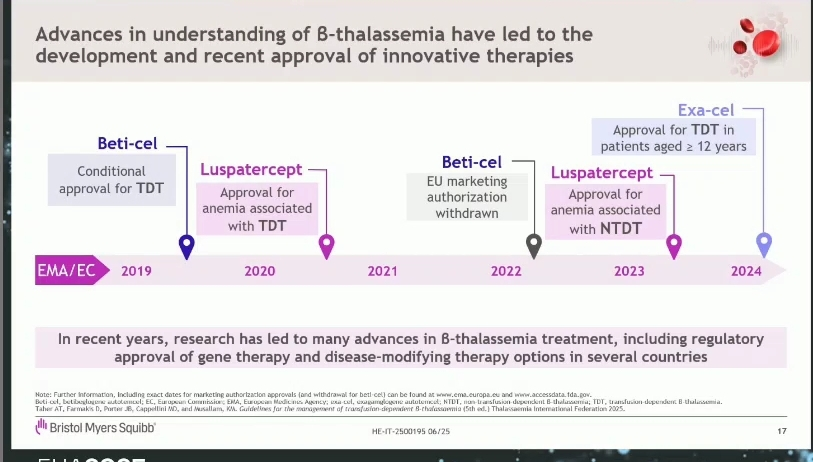 Advances in understanding of ß-thalassemia have led to the
development and recent approval of innovative therapies
Beti-cel
Conditional
approval for TDT
Luspatercept
Approval for
anemia associated
with TDT
Beti-cel
EU marketing
authorization
withdrawn
Luspatercept
Approval for
anemia associated
with NTDT
Exa-cel
Approval for TDT in
patients aged ≥ 12 years
EMA/EC
2019
2020
2021
2022
2023
2024
In recent years, research has led to many advances in ß-thalassemia treatment, including regulatory
approval of gene therapy and disease-modifying therapy options in several countries
Note: Further information, including exact dates for marketing authorization approvals (and withdrawal for beti-cel) can be found at www.ema.europa.eu and www.accessdata.fda.gov.
Beti-cel, betibeglogene autotemcel; EC, European Commission; EMA, European Medicines Agency; exa-cel, exagamglogene autotemcel; NTDT, non-transfusion-dependent ß-thalassemia; TDT, transfusion-dependent ß-thalassemia.
Taher AT, Farmakis D, Porter JB, Cappellini MD, and Musallam, KM. Guidelines for the management of transfusion-dependent ß-thalassaemia (5th ed.) Thalassaemia International Federation 2025.
Bristol Myers Squibb
HE-IT-2500195 06/25
17